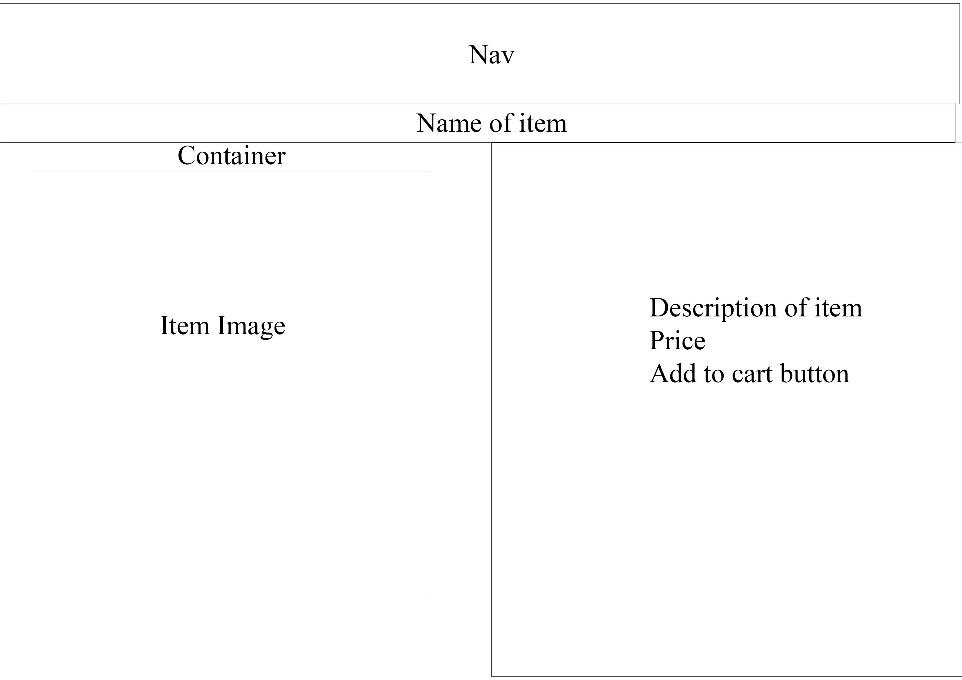 Nav
Name of item
Container
Item Image
Description of item
Price
Add to cart button